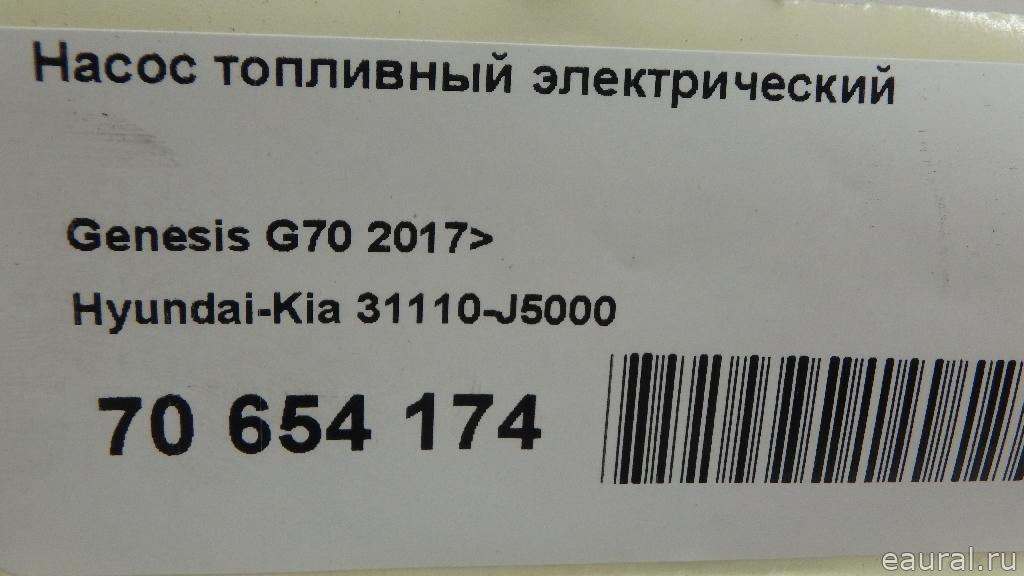 Насос топливный электрический
Genesis G70 2017>
Hyundai-Kia 31110-J5000
70 654 174
eaural.ru